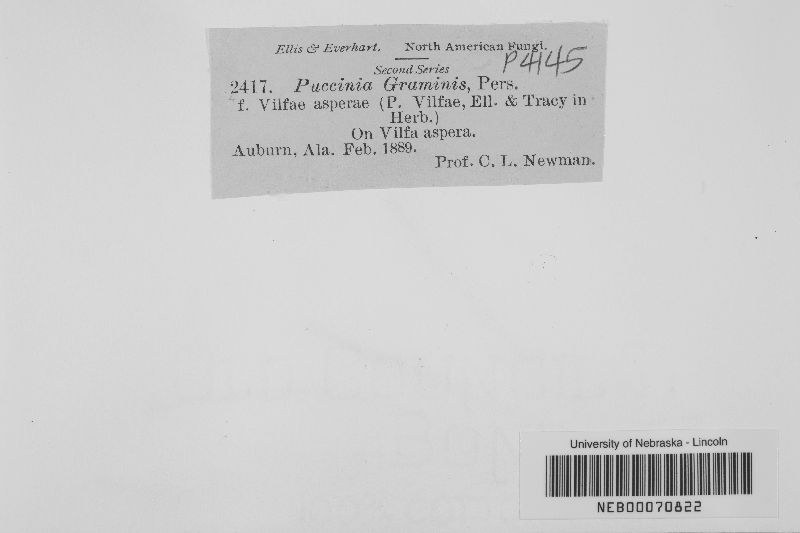 Ellis & Everhart. North American Fungi.
P4145
Second Series
2417. Puccinia Graminis, Pers.
f. Vilfae asperae (P. Vilfae, Ell. & Tracy in
Herb.)
On Vilfa aspera.
Auburn, Ala. Feb. 1889.
Prof. C. L. Newman.
University of Nebraska - Lincoln
NEB00070822